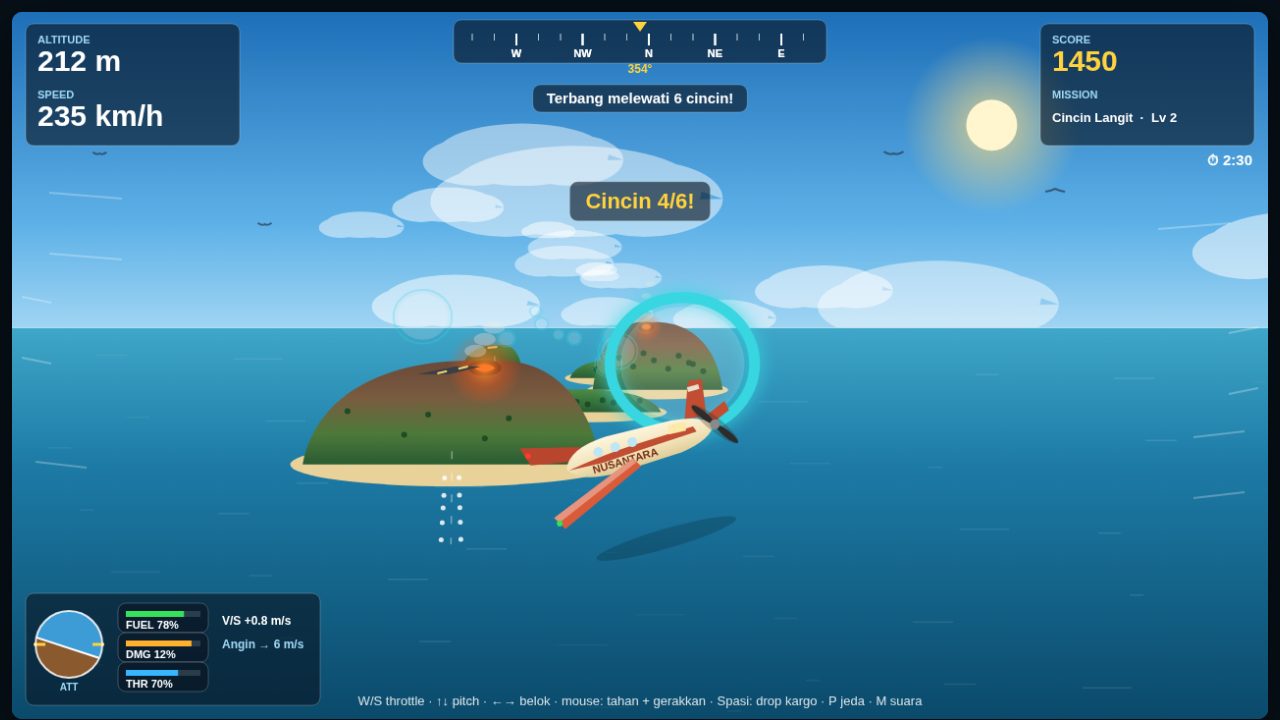 ALTITUDE
212 m
SPEED
235 km/h
W NW N NE E
354°
Terbang melewati 6 cincin!
SCORE
1450
MISSION
Cincin Langit · Lv 2
⏱ 2:30
Cincin 4/6!
NUSANTARA
ATT
FUEL 78%
DMG 12%
THR 70%
V/S +0.8 m/s
Angin → 6 m/s
W/S throttle · ↑↓ pitch · ←→ belok · mouse: tahan + gerakkan · Spasi: drop kargo · P jeda · M suara